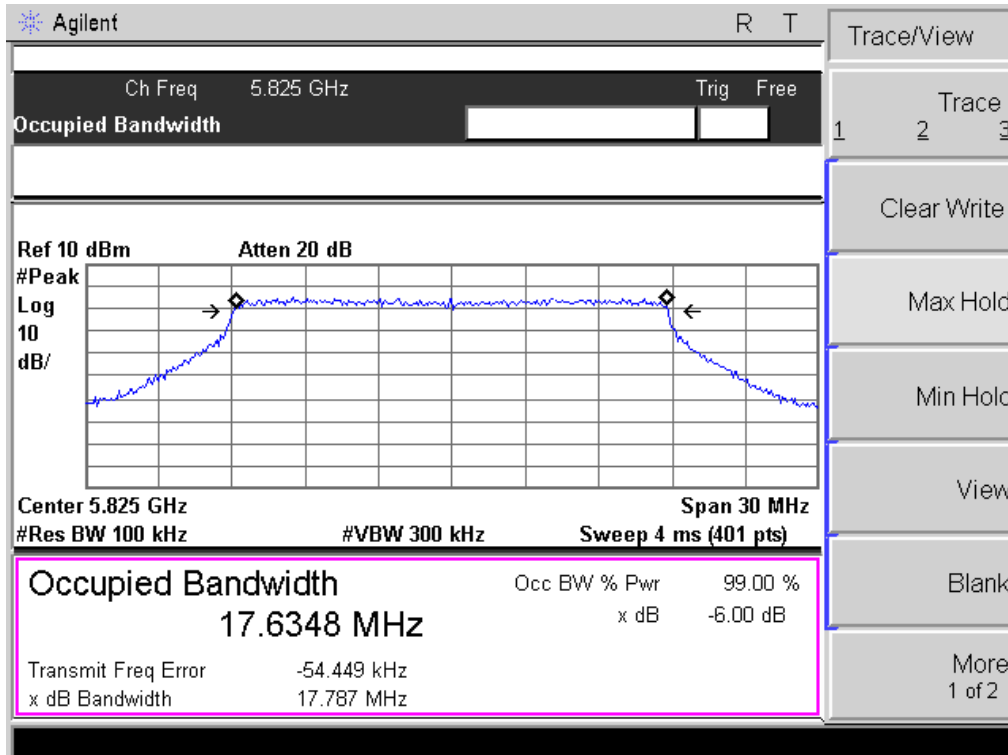 Agilent R T
Trace/View
Ch Freq 5.825 GHz Trig Free
Occupied Bandwidth
Trace
1 2 3
Clear Write
Max Hold
Min Hold
View
Blank
More
1 of 2
Ref 10 dBm Atten 20 dB
#Peak
Log
10
dB/
Center 5.825 GHz Span 30 MHz
#Res BW 100 kHz #VBW 300 kHz Sweep 4 ms (401 pts)
Occupied Bandwidth
17.6348 MHz
Occ BW % Pwr 99.00 %
x dB -6.00 dB
Transmit Freq Error -54.449 kHz
x dB Bandwidth 17.787 MHz